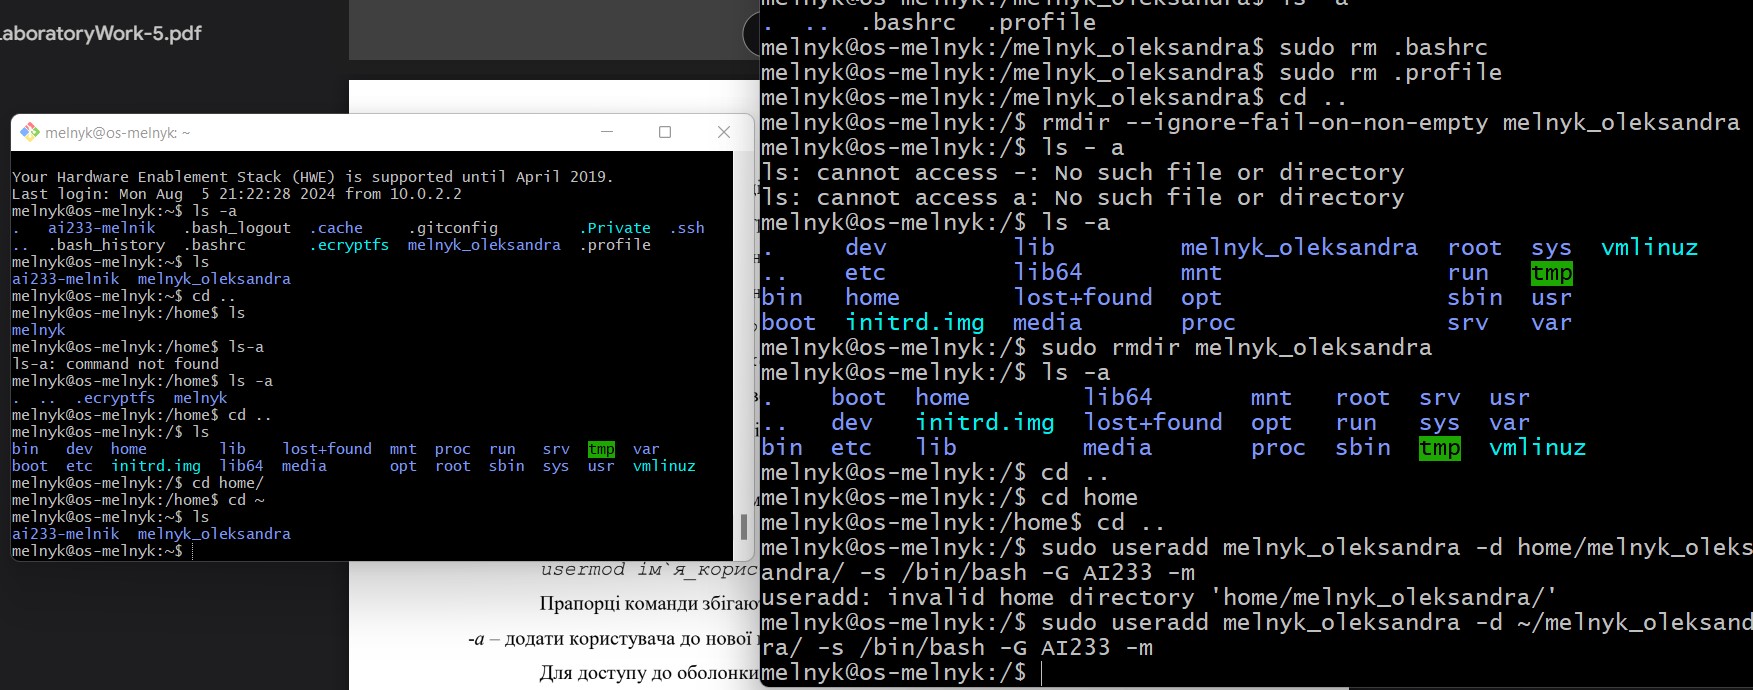 LaboratoryWork-5.pdf
melnyk@os-melnyk: ~
Your Hardware Enablement Stack (HWE) is supported until April 2019.
Last login: Mon Aug  5 21:22:28 2024 from 10.0.2.2
melnyk@os-melnyk:~$ ls -a
.   ai233-melnik   .bash_logout  .cache     .gitconfig         .Private  .ssh
..  .bash_history  .bashrc       .ecryptfs  melnyk_oleksandra  .profile
melnyk@os-melnyk:~$ ls
ai233-melnik  melnyk_oleksandra
melnyk@os-melnyk:~$ cd ..
melnyk@os-melnyk:/home$ ls
melnyk
melnyk@os-melnyk:/home$ ls-a
ls-a: command not found
melnyk@os-melnyk:/home$ ls -a
.  ..  .ecryptfs  melnyk
melnyk@os-melnyk:/home$ cd ..
melnyk@os-melnyk:/$ ls
bin   dev  home        lib    lost+found  mnt  proc  run   srv  tmp  var
boot  etc  initrd.img  lib64  media       opt  root  sbin  sys  usr  vmlinuz
melnyk@os-melnyk:/$ cd home/
melnyk@os-melnyk:/home$ cd ~
melnyk@os-melnyk:~$ ls
ai233-melnik  melnyk_oleksandra
melnyk@os-melnyk:~$
usermod ім`я_корис
Прапорці команди збігаю
-a – додати користувача до нової
Для доступу до оболонки
.  ..  .bashrc  .profile
melnyk@os-melnyk:/melnyk_oleksandra$ sudo rm .bashrc
melnyk@os-melnyk:/melnyk_oleksandra$ sudo rm .profile
melnyk@os-melnyk:/melnyk_oleksandra$ cd ..
melnyk@os-melnyk:/$ rmdir --ignore-fail-on-non-empty melnyk_oleksandra
melnyk@os-melnyk:/$ ls - a
ls: cannot access -: No such file or directory
ls: cannot access a: No such file or directory
melnyk@os-melnyk:/$ ls -a
.     dev         lib         melnyk_oleksandra  root  sys  vmlinuz
..    etc         lib64       mnt                run   tmp
bin   home        lost+found  opt                sbin  usr
boot  initrd.img  media       proc               srv   var
melnyk@os-melnyk:/$ sudo rmdir melnyk_oleksandra
melnyk@os-melnyk:/$ ls -a
.    boot  home        lib64       mnt   root  srv  usr
..   dev   initrd.img  lost+found  opt   run   sys  var
bin  etc   lib         media       proc  sbin  tmp  vmlinuz
melnyk@os-melnyk:/$ cd ..
melnyk@os-melnyk:/$ cd home
melnyk@os-melnyk:/home$ cd ..
melnyk@os-melnyk:/$ sudo useradd melnyk_oleksandra -d home/melnyk_oleks
andra/ -s /bin/bash -G AI233 -m
useradd: invalid home directory 'home/melnyk_oleksandra/'
melnyk@os-melnyk:/$ sudo useradd melnyk_oleksandra -d ~/melnyk_oleksand
ra/ -s /bin/bash -G AI233 -m
melnyk@os-melnyk:/$